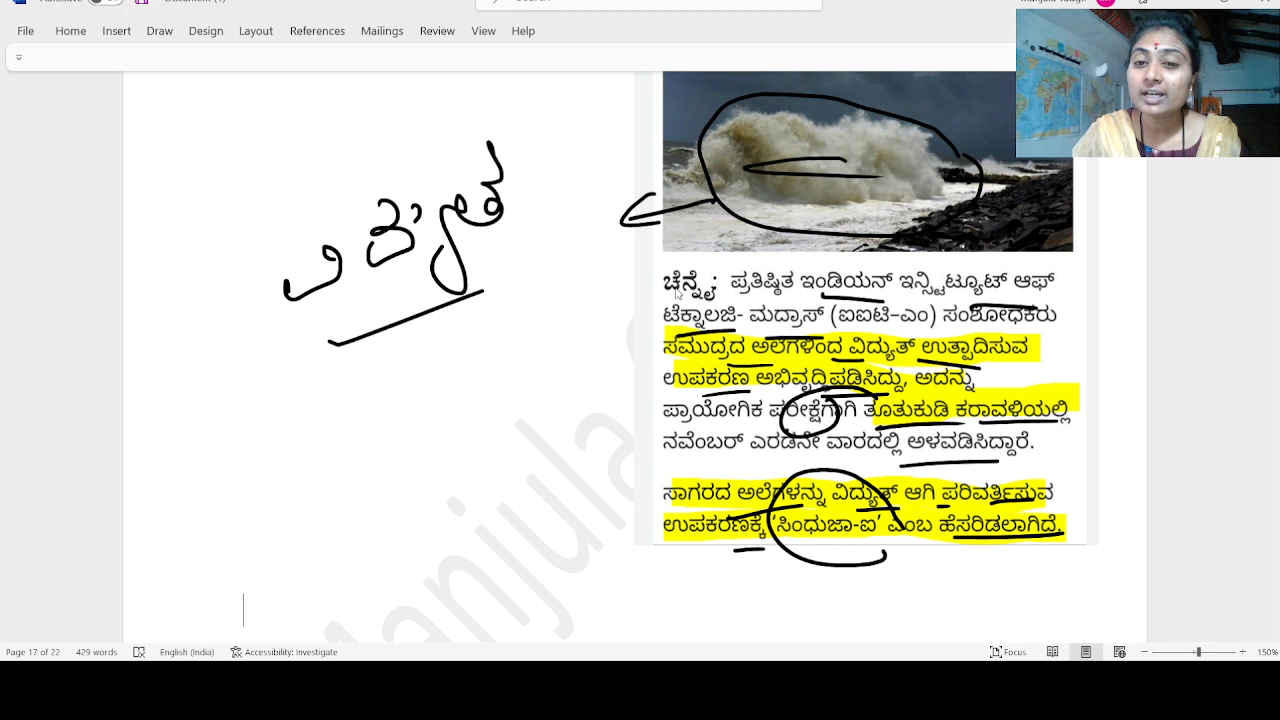 File Home Insert Draw Design Layout References Mailings Review View Help
ವಿದ್ಯುತ
ಚೆನ್ನೈ: ಪ್ರತಿಷ್ಠಿತ ಇಂಡಿಯನ್ ಇನ್ಸ್ಟಿಟ್ಯೂಟ್ ಆಫ್
ಟೆಕ್ನಾಲಜಿ- ಮದ್ರಾಸ್ (ಐಐಟಿ–ಎಂ) ಸಂಶೋಧಕರು
ಸಮುದ್ರದ ಅಲೆಗಳಿಂದ ವಿದ್ಯುತ್ ಉತ್ಪಾದಿಸುವ
ಉಪಕರಣ ಅಭಿವೃದ್ಧಿಪಡಿಸಿದ್ದು, ಅದನ್ನು
ಪ್ರಾಯೋಗಿಕ ಪರೀಕ್ಷೆಗಾಗಿ ತೂತುಕುಡಿ ಕರಾವಳಿಯಲ್ಲಿ
ನವೆಂಬರ್ ಎರಡನೇ ವಾರದಲ್ಲಿ ಅಳವಡಿಸಿದ್ದಾರೆ.
ಸಾಗರದ ಅಲೆಗಳನ್ನು ವಿದ್ಯುತ್ ಆಗಿ ಪರಿವರ್ತಿಸುವ
ಉಪಕರಣಕ್ಕೆ 'ಸಿಂಧುಜಾ-ಐ' ಎಂಬ ಹೆಸರಿಡಲಾಗಿದೆ.
Manjula
Page 17 of 22 429 words English (India) Accessibility: Investigate Focus 150%